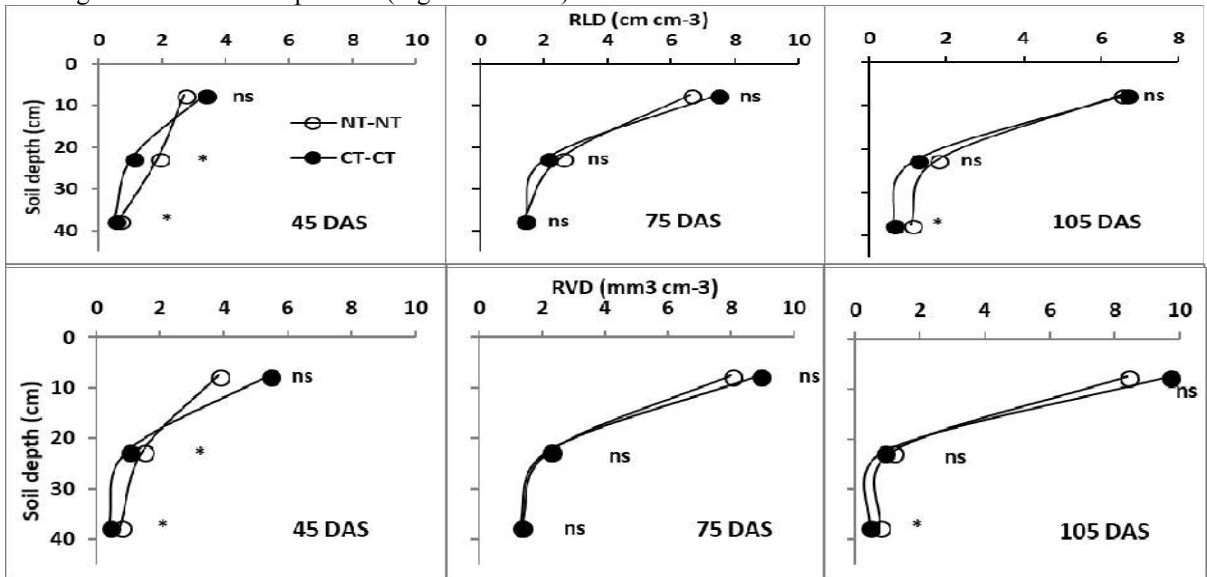 RLD (cm cm-3)
0 2 4 6 8 0 2 4 6 8 10 0 2 4 6 8
0
10
20
30
40
Soil depth (cm)
ns
NT-NT
CT-CT
*
*
45 DAS
ns
ns
ns
75 DAS
ns
ns
*
105 DAS
RVD (mm3 cm-3)
0 2 4 6 8 0 2 4 6 8 10 0 2 4 6 8 10
0
10
20
30
40
Soil depth (cm)
ns
*
*
45 DAS
ns
ns
ns
75 DAS
ns
ns
*
105 DAS